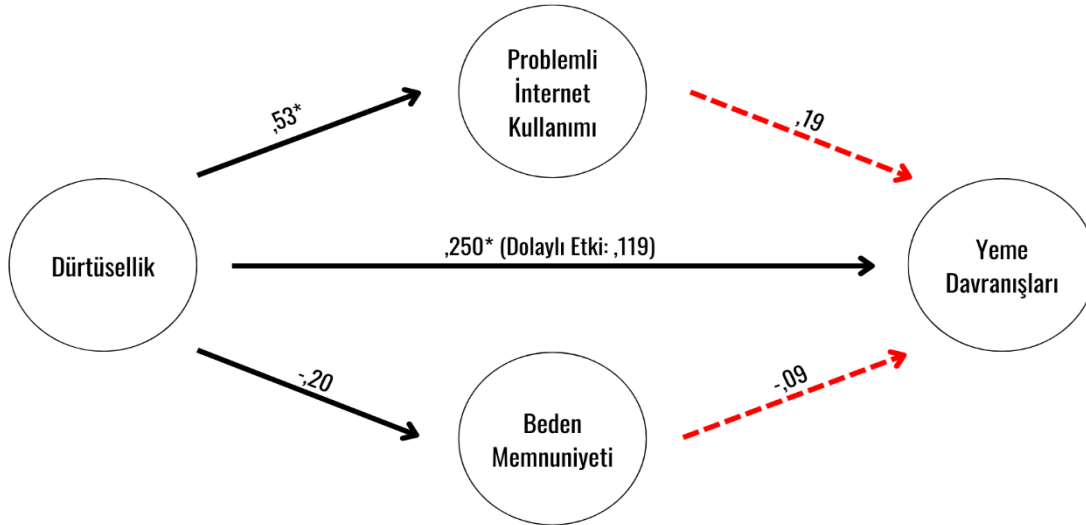 Problemli
İnternet
Kullanımı
,53*
,19
Dürtüsellik
,250* (Dolaylı Etki: ,119)
Yeme
Davranışları
-,20
-,09
Beden
Memnuniyeti